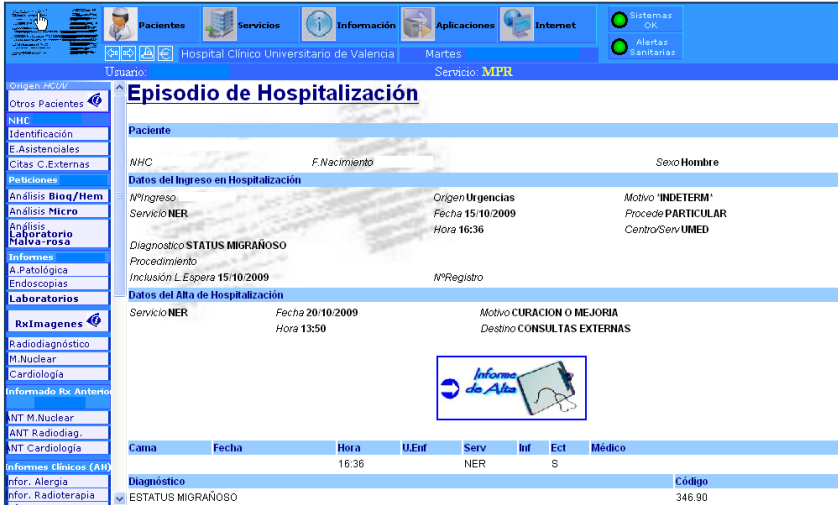 Pacientes Servicios Información Aplicaciones Internet Sistemas OK
Alertas Sanitarias
Hospital Clínico Universitario de Valencia Martes
Usuario: Servicio: MPR
Origen HCUV
Otros Pacientes
NHC
Identificación
E.Asistenciales
Citas C.Externas
Peticiones
Análisis Bioq/Hem
Análisis Micro
Análisis
Laboratorio
Malva-rosa
Informes
A.Patológica
Endoscopias
Laboratorios
RxImagenes
Radiodiagnóstico
M.Nuclear
Cardiología
Informado Rx Anterio
ANT M.Nuclear
ANT Radiodiag.
ANT Cardiología
Informes Clínicos (AH)
nfor. Alergia
nfor. Radioterapia
Episodio de Hospitalización
Paciente
NHC F.Nacimiento Sexo Hombre
Datos del Ingreso en Hospitalización
NºIngreso Origen Urgencias Motivo 'INDETERM'
Servicio NER Fecha 15/10/2009 Procede PARTICULAR
Hora 16:36 Centro/Serv UMED
Diagnostico STATUS MIGRAÑOSO
Procedimiento
Inclusión L.Espera 15/10/2009 NºRegistro
Datos del Alta de Hospitalización
Servicio NER Fecha 20/10/2009 Motivo CURACION O MEJORIA
Hora 13:50 Destino CONSULTAS EXTERNAS
Informe
de Alta
Cama Fecha Hora U.Enf Serv Inf Ect Médico
16:36 NER S
Diagnóstico Código
ESTATUS MIGRAÑOSO 346.90